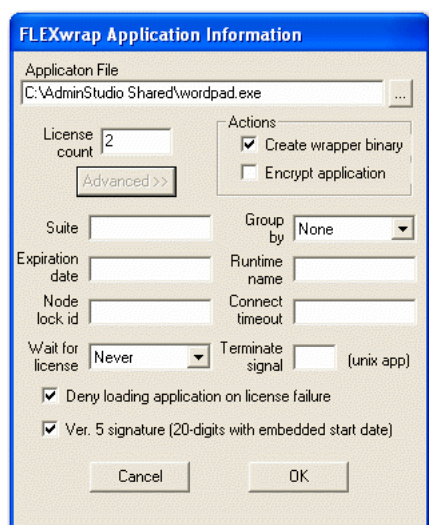 FLEXwrap Application Information
Applicaton File
C:\AdminStudio Shared\wordpad.exe ...
License count 2
Actions
Create wrapper binary
Advanced >>
Encrypt application
Suite
Group by None
Expiration date
Runtime name
Node lock id
Connect timeout
Wait for license Never
Terminate signal (unix app)
Deny loading application on license failure
Ver. 5 signature (20-digits with embedded start date)
Cancel OK